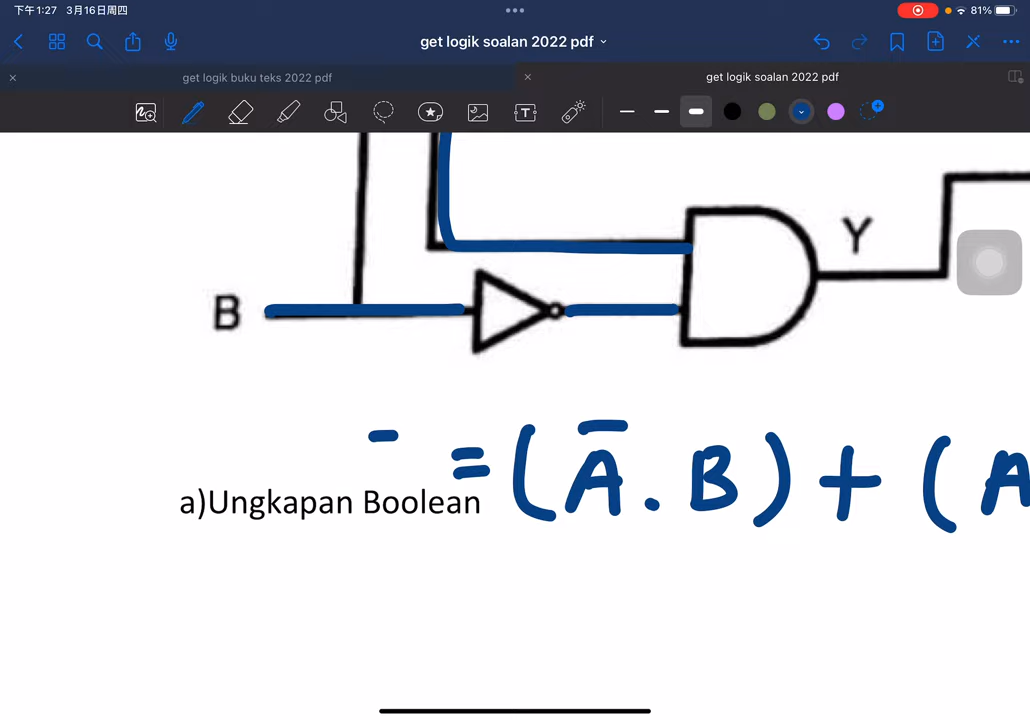 下午1:27 3月16日周四
81%
get logik soalan 2022 pdf
get logik buku teks 2022 pdf
get logik soalan 2022 pdf
Y
B
= (A̅ . B) + (A
a)Ungkapan Boolean